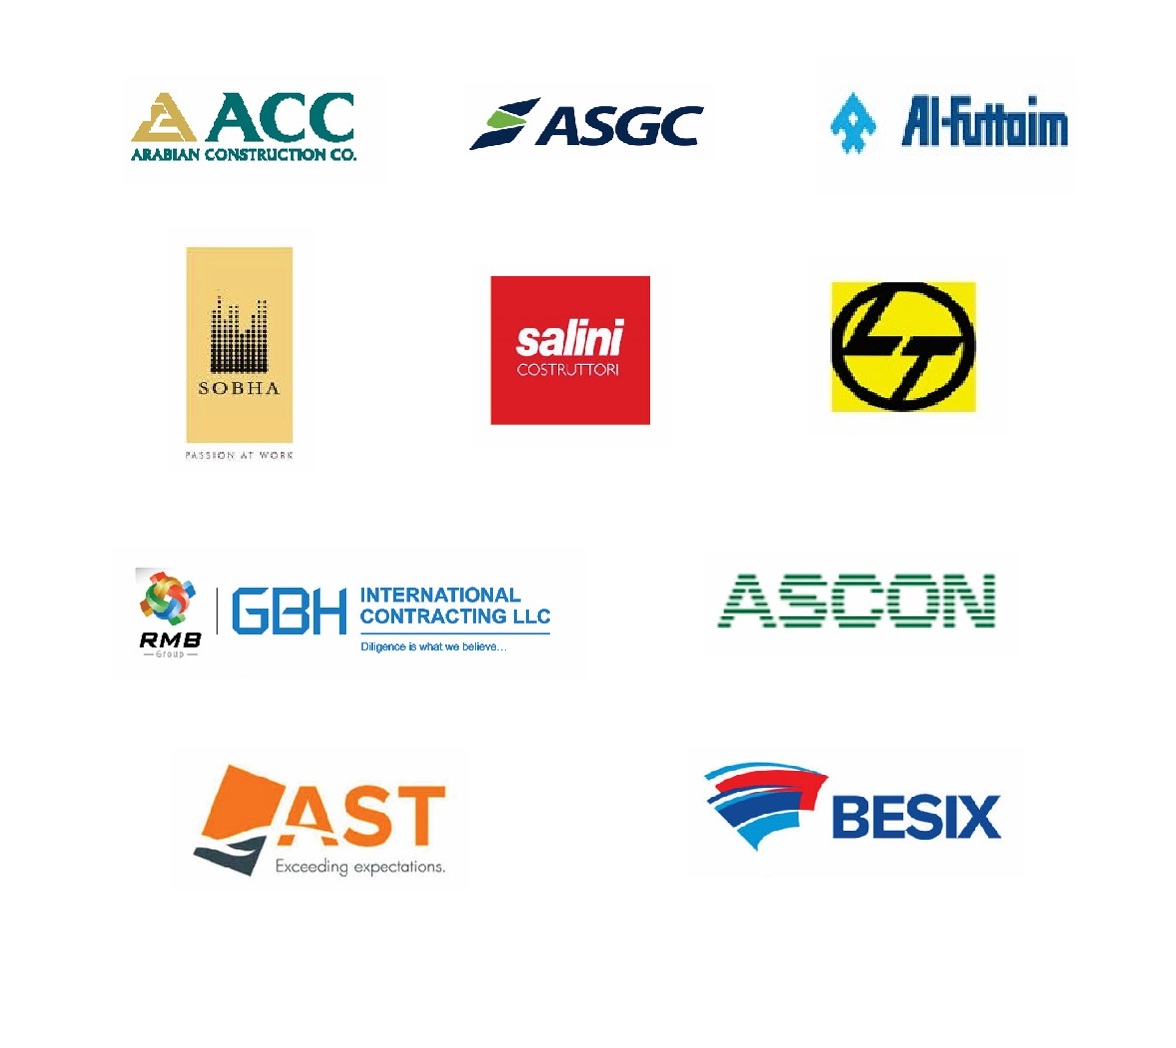 ACC
ARABIAN CONSTRUCTION CO.
ASGC
Al-Futtaim
SOBHA
PASSION AT WORK
salini
COSTRUTTORI
LT
RMB
Group
GBH
INTERNATIONAL
CONTRACTING LLC
Diligence is what we believe...
ASCON
AST
Exceeding expectations.
BESIX